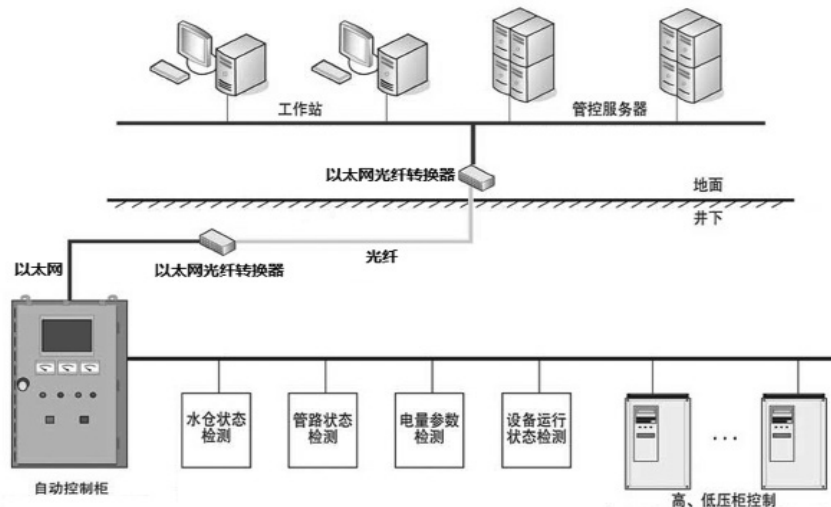 工作站
管控服务器
以太网光纤转换器
地面
井下
以太网
以太网光纤转换器
光纤
水仓状态
检测
管路状态
检测
电量参数
检测
设备运行
状态检测
...
自动控制柜
高、低压柜控制